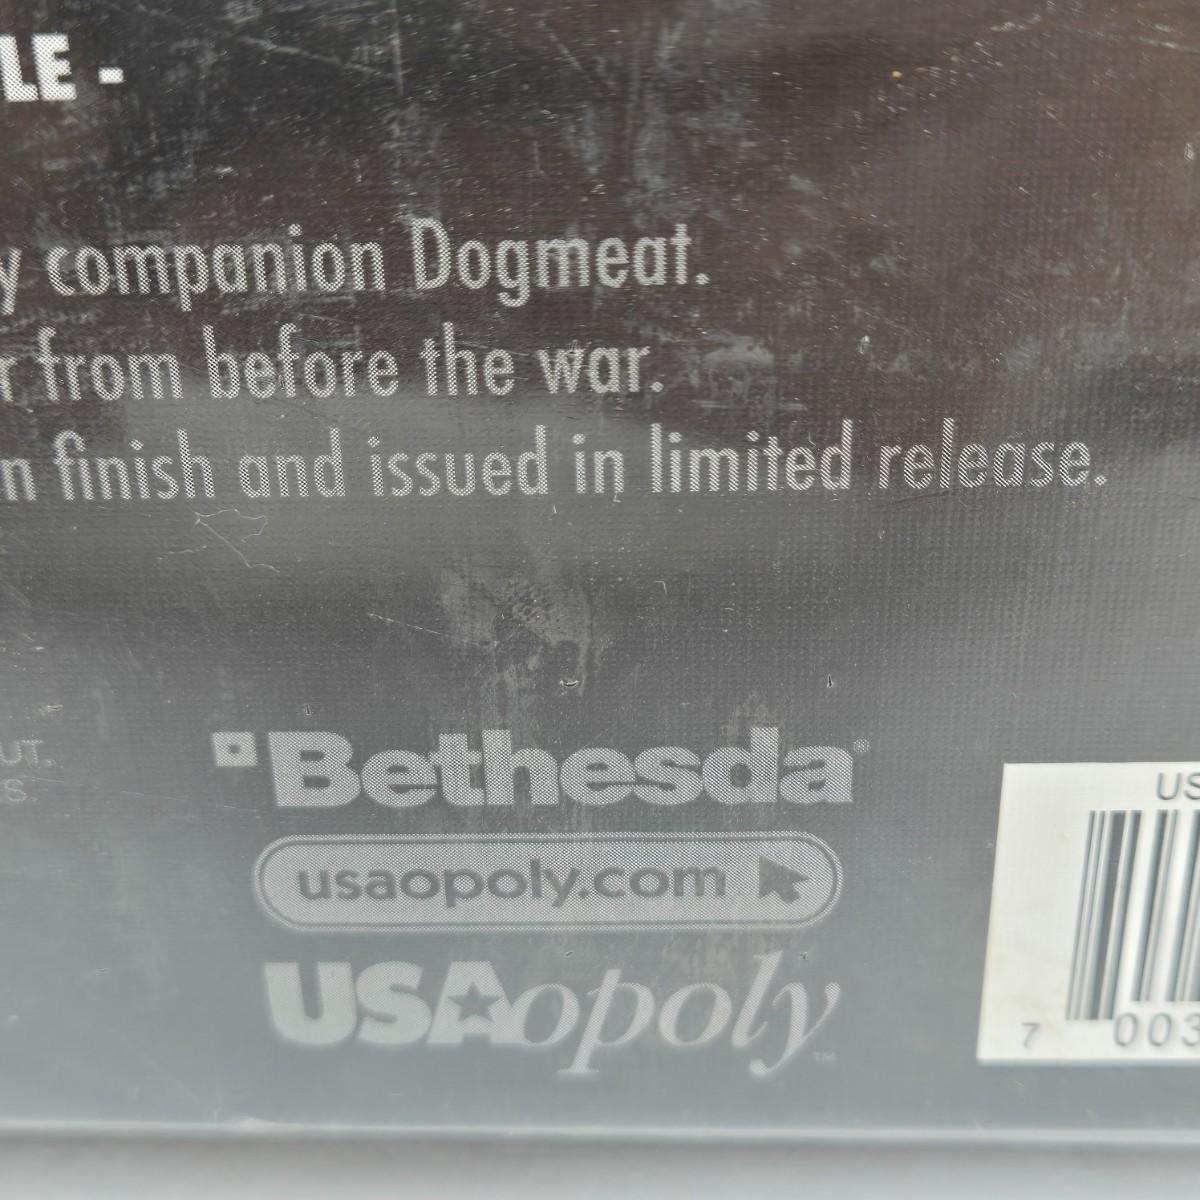 LE -
y companion Dogmeat.
r from before the war.
n finish and issued in limited release.
UT.
S.
Bethesda®
usaopoly.com
USAopoly™
US
7 003